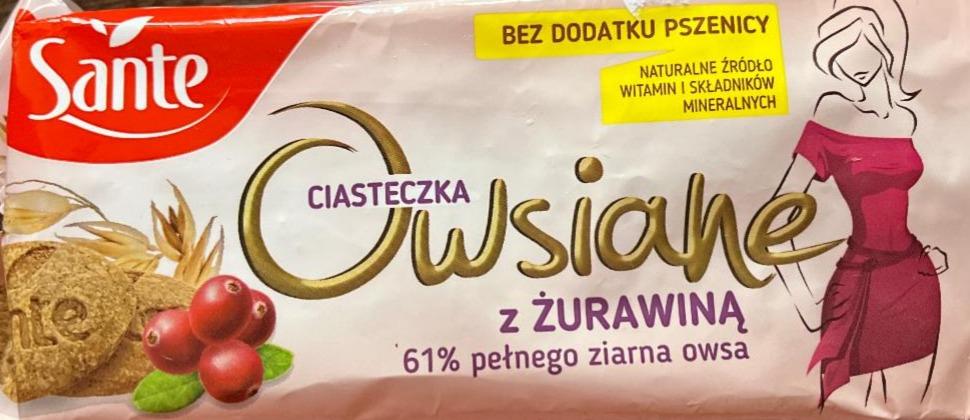 Sante
BEZ DODATKU PSZENICY
NATURALNE ŹRÓDŁO
WITAMIN I SKŁADNIKÓW
MINERALNYCH
CIASTECZKA
Owsiane
z ŻURAWINĄ
61% pełnego ziarna owsa